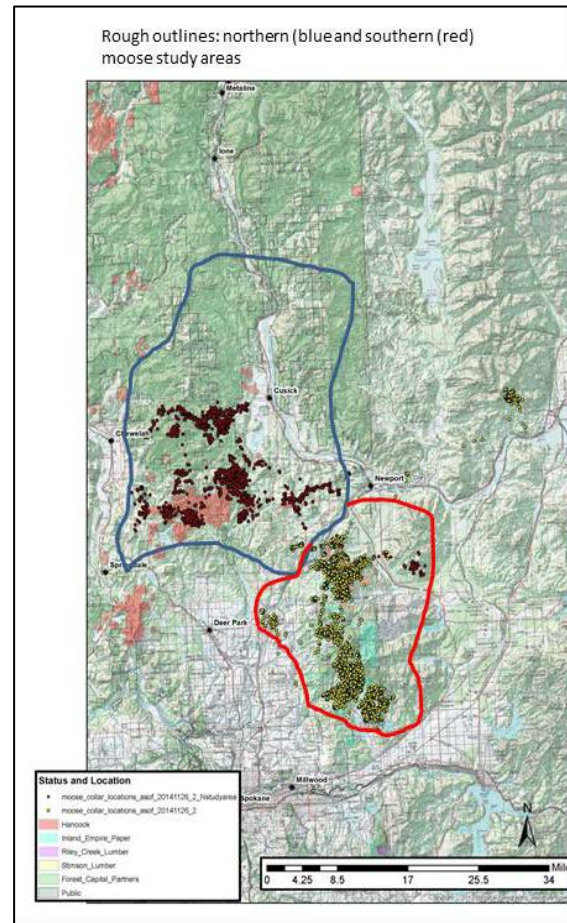 Rough outlines: northern (blue and southern (red)
moose study areas
Metaline
Ione
Cusick
Chewelah
Newport
Springdale
Deer Park
Millwood
Spokane
Status and Location
moose_collar_locations_asof_20141126_2_Nstudyarea
moose_collar_locations_asof_20141126_2
Hancock
Inland_Empire_Paper
Riley_Creek_Lumber
Stimson_Lumber
Forest_Capital_Partners
Public
N
Miles
0 4.25 8.5 17 25.5 34